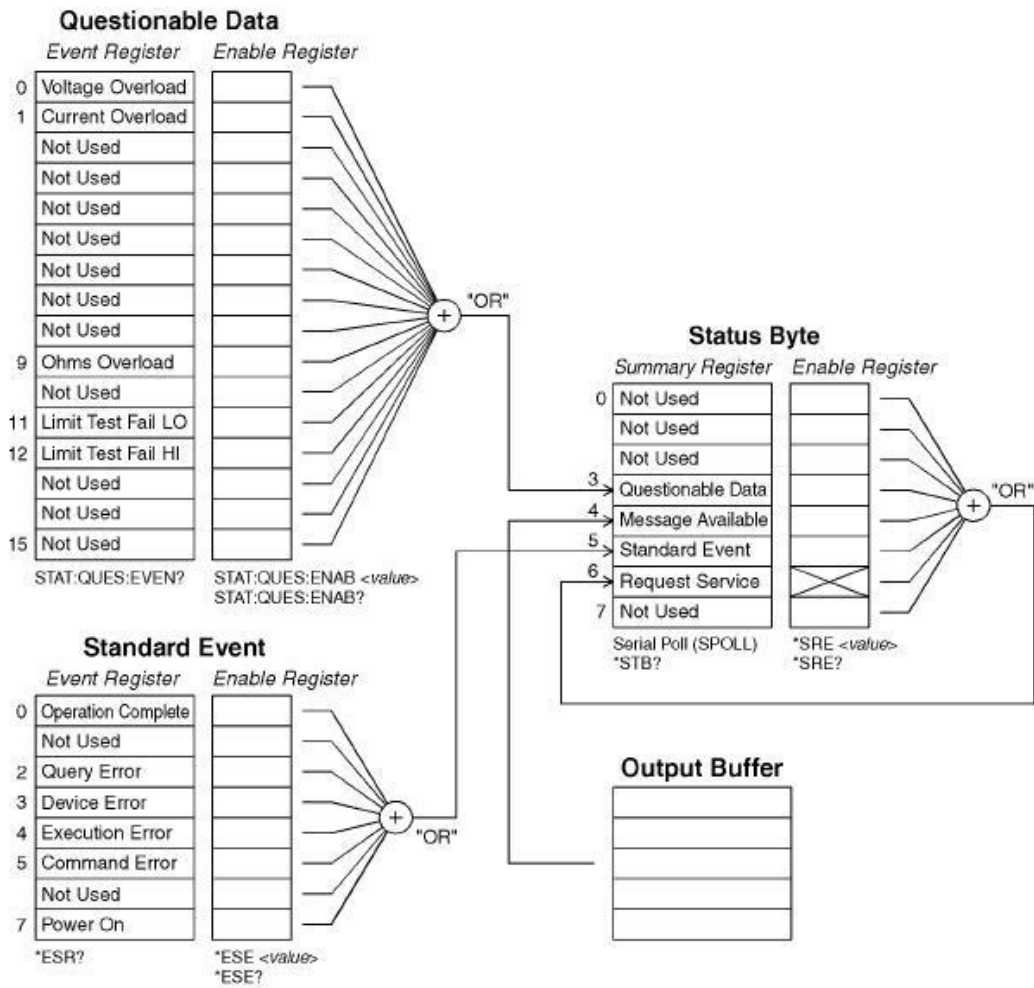 Questionable Data
Event Register Enable Register
0 Voltage Overload
1 Current Overload
Not Used
Not Used
Not Used
Not Used
Not Used
Not Used
Not Used
9 Ohms Overload
Not Used
11 Limit Test Fail LO
12 Limit Test Fail HI
Not Used
Not Used
15 Not Used
STAT:QUES:EVEN? STAT:QUES:ENAB <value>
STAT:QUES:ENAB?
+ "OR"
Standard Event
Event Register Enable Register
0 Operation Complete
Not Used
2 Query Error
3 Device Error
4 Execution Error
5 Command Error
Not Used
7 Power On
*ESR? *ESE <value>
*ESE?
+ "OR"
Status Byte
Summary Register Enable Register
0 Not Used
Not Used
Not Used
3 Questionable Data
4 Message Available
5 Standard Event
6 Request Service
7 Not Used
Serial Poll (SPOLL) *SRE <value>
*STB? *SRE?
+ "OR"
Output Buffer